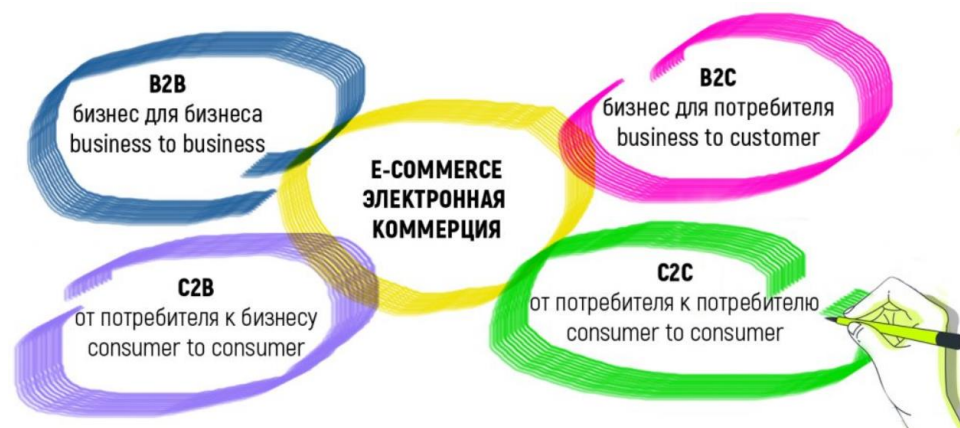 B2B
бизнес для бизнеса
business to business
B2C
бизнес для потребителя
business to customer
E-COMMERCE
ЭЛЕКТРОННАЯ
КОММЕРЦИЯ
C2B
от потребителя к бизнесу
consumer to consumer
C2C
от потребителя к потребителю
consumer to consumer